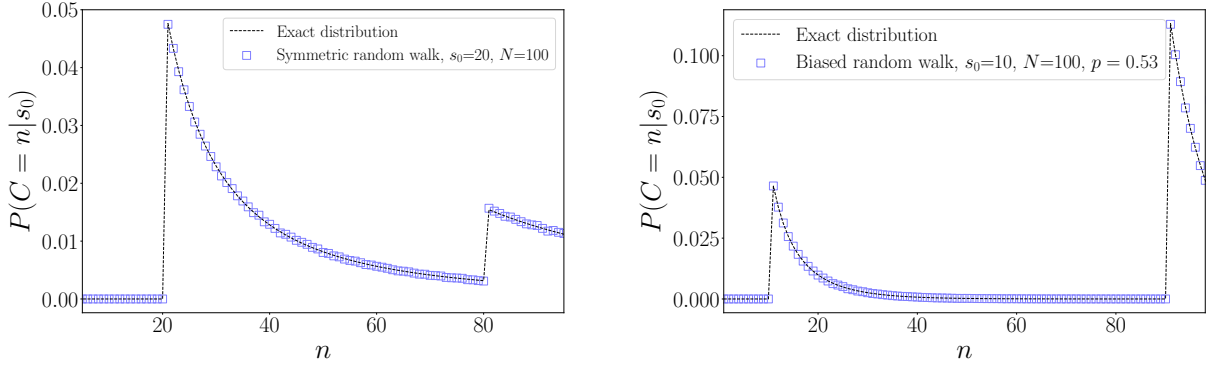 0.05
0.04
0.03
0.02
0.01
0.00
P(C = n|s₀)
Exact distribution
Symmetric random walk, s₀=20, N=100
20
40
60
80
n
0.100
0.075
0.050
0.025
0.000
P(C = n|s₀)
Exact distribution
Biased random walk, s₀=10, N=100, p = 0.53
20
40
60
80
n